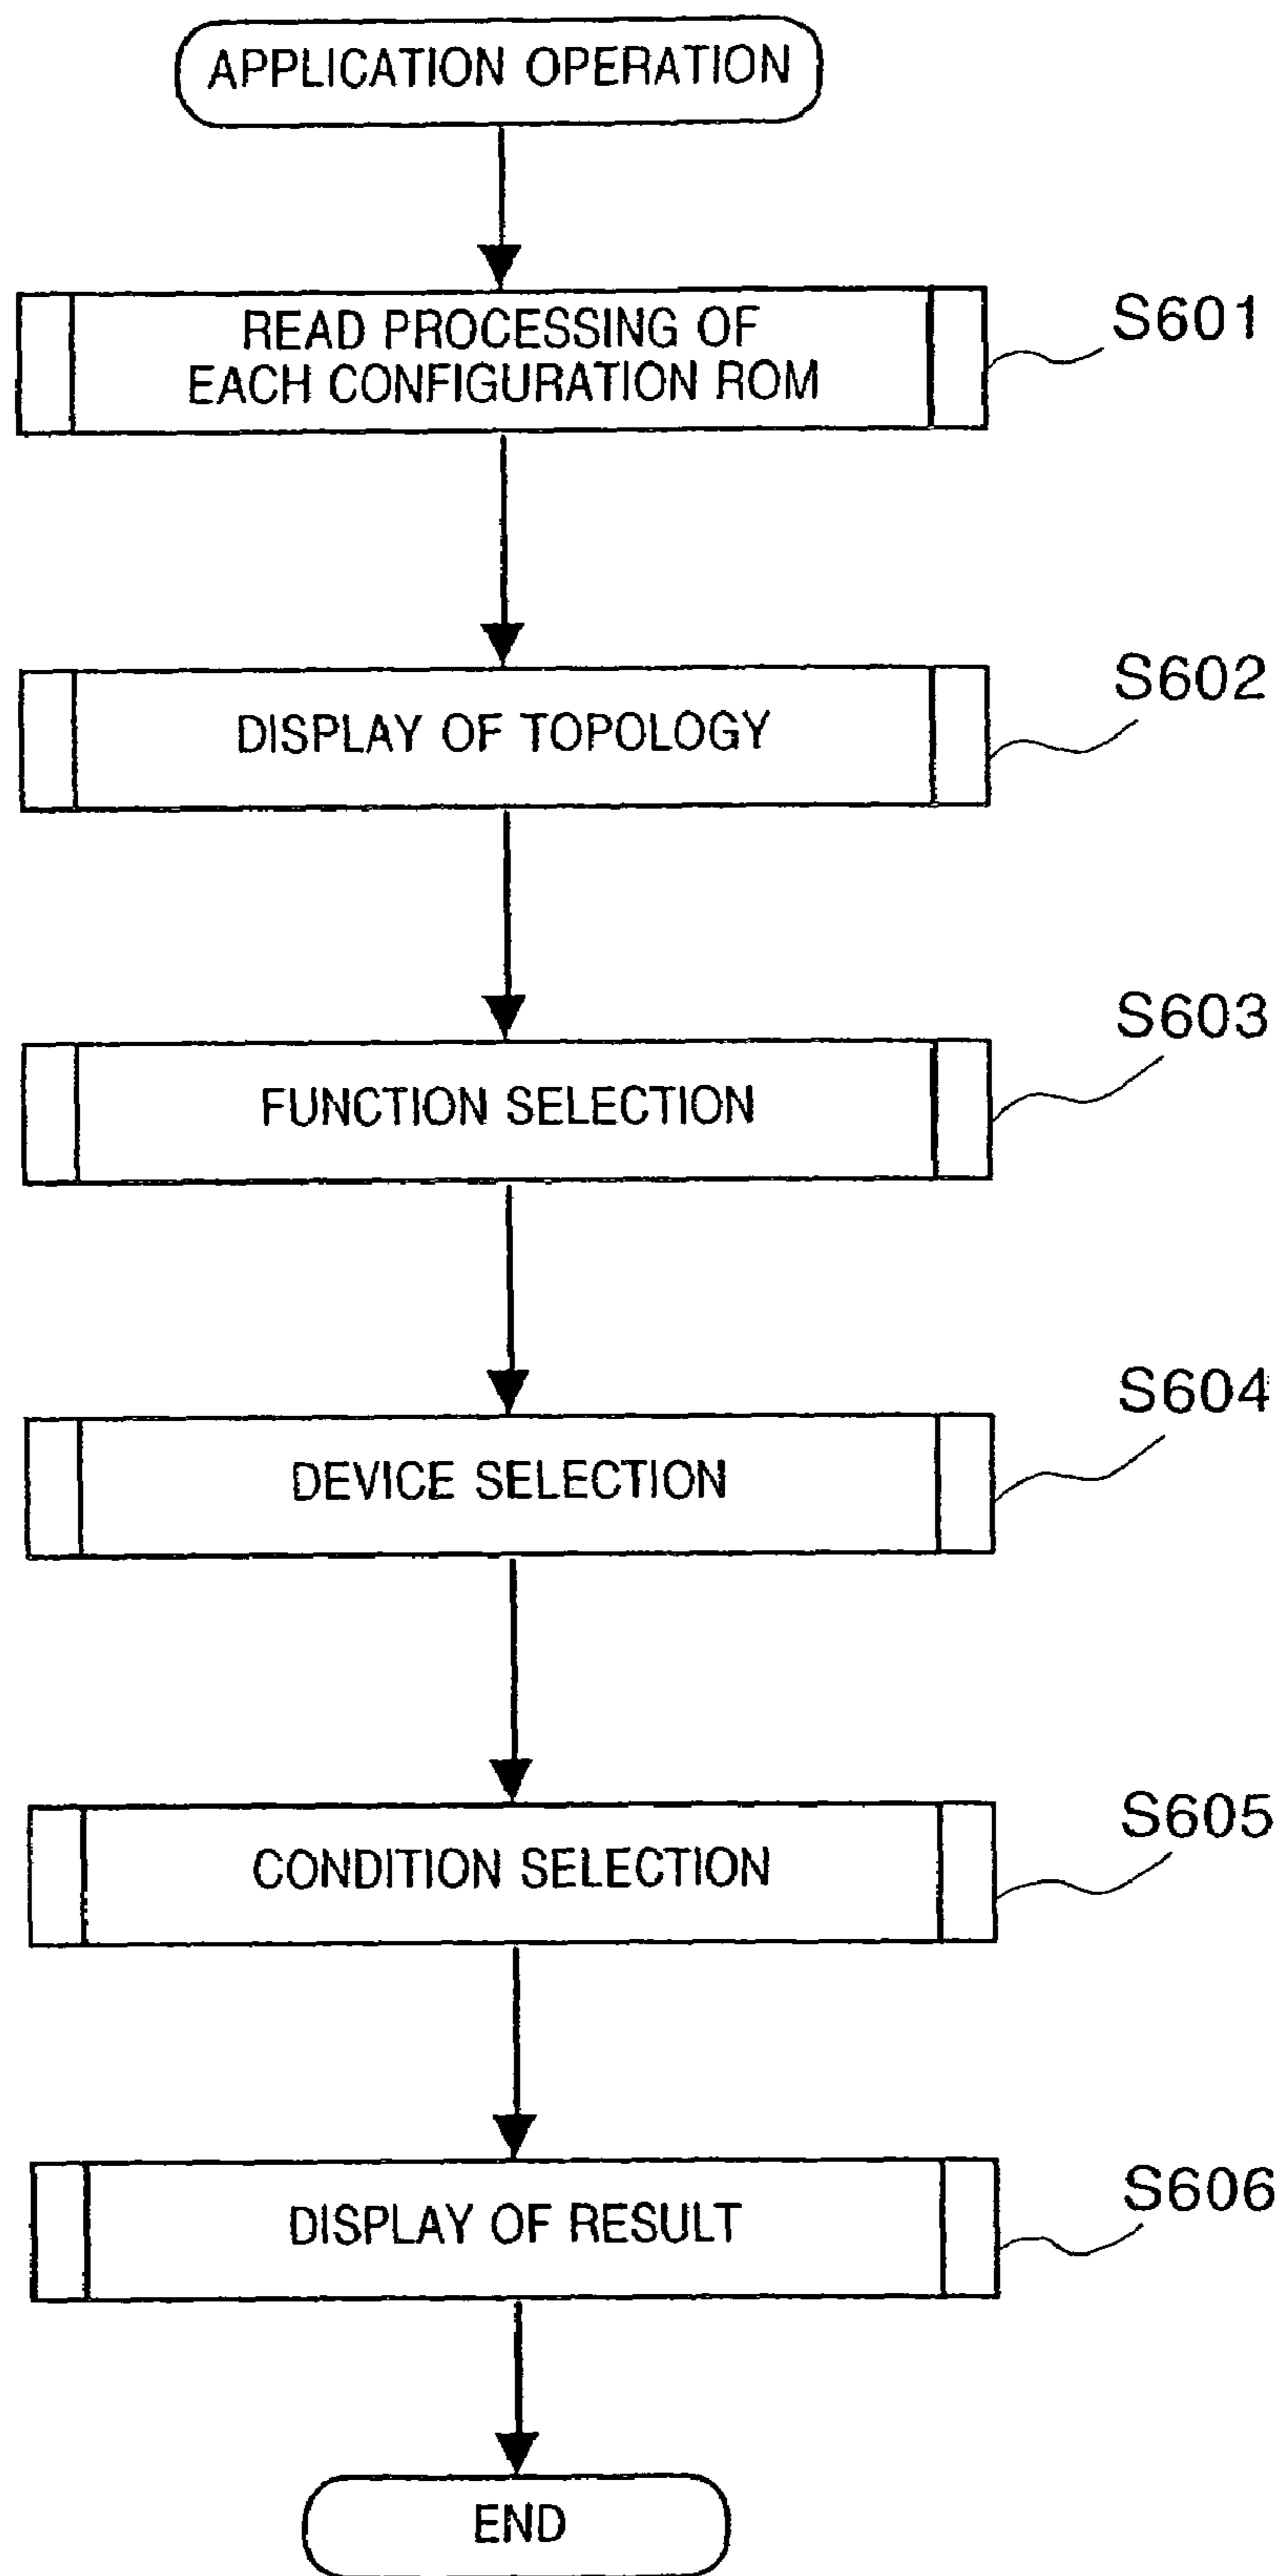 APPLICATION OPERATION
READ PROCESSING OF
EACH CONFIGURATION ROM
S601
DISPLAY OF TOPOLOGY
S602
FUNCTION SELECTION
S603
DEVICE SELECTION
S604
CONDITION SELECTION
S605
DISPLAY OF RESULT
S606
END